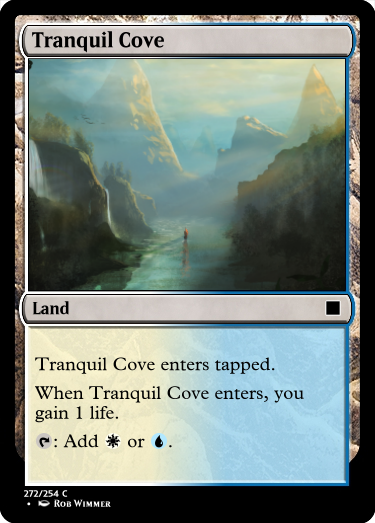 Tranquil Cove
Land
Tranquil Cove enters tapped.
When Tranquil Cove enters, you
gain 1 life.
: Add or .
272/254 C
• Rob Wimmer